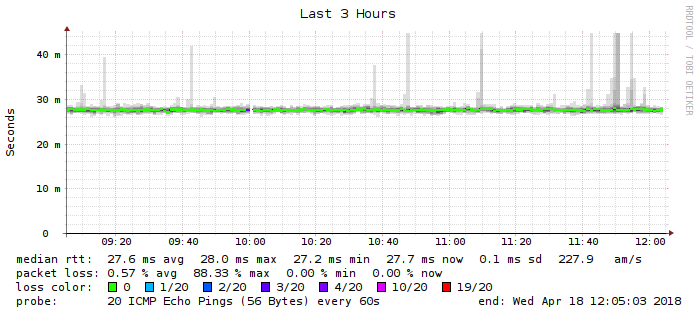 Last 3 Hours
RRDTOOL / TOBI OETIKER
Seconds
40 m
30 m
20 m
10 m
0
09:20 09:40 10:00 10:20 10:40 11:00 11:20 11:40 12:00
median rtt: 27.6 ms avg 28.0 ms max 27.2 ms min 27.7 ms now 0.1 ms sd 227.9 am/s
packet loss: 0.57 % avg 88.33 % max 0.00 % min 0.00 % now
loss color: 0 1/20 2/20 3/20 4/20 10/20 19/20
probe: 20 ICMP Echo Pings (56 Bytes) every 60s end: Wed Apr 18 12:05:03 2018